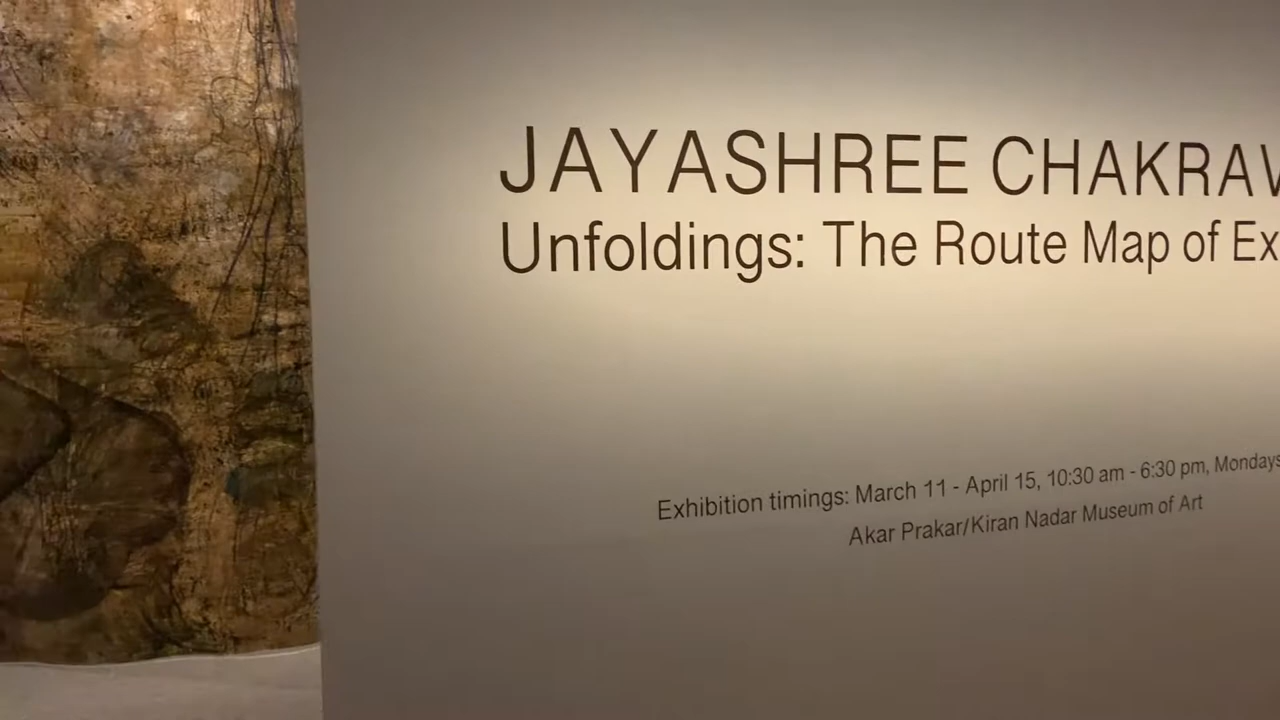 JAYASHREE CHAKRAV
Unfoldings: The Route Map of Ex
Exhibition timings: March 11 - April 15, 10:30 am - 6:30 pm, Mondays
Akar Prakar/Kiran Nadar Museum of Art